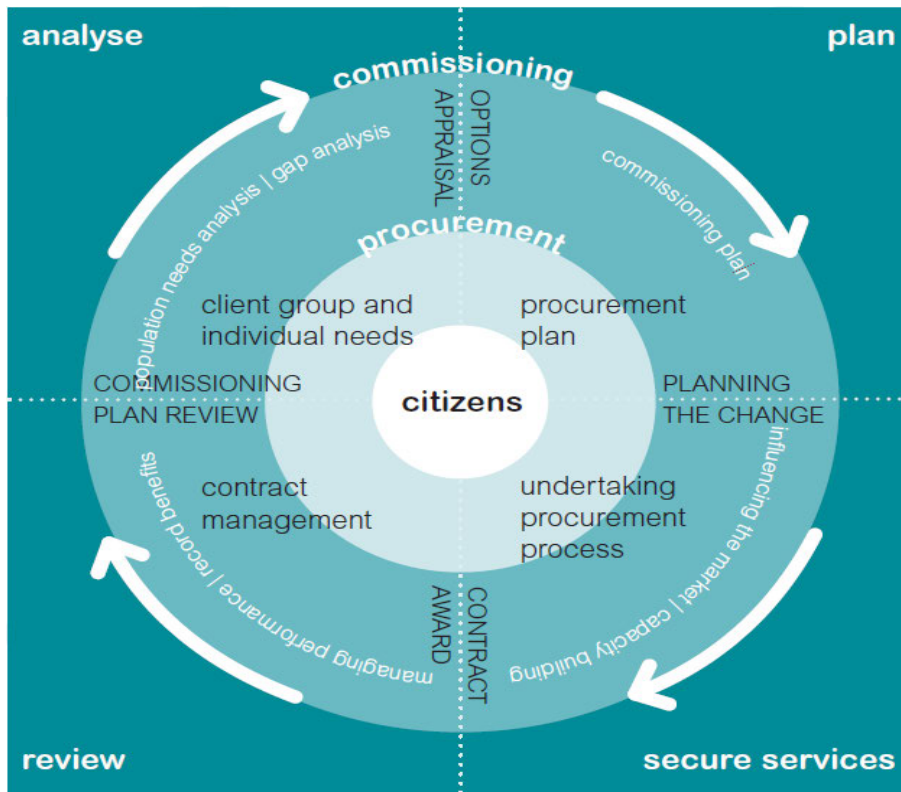 analyse
plan
commissioning
OPTIONS
APPRAISAL
population needs analysis | gap analysis
commissioning plan
procurement
client group and
individual needs
procurement
plan
COMMISSIONING
PLAN REVIEW
citizens
PLANNING
THE CHANGE
contract
management
undertaking
procurement
process
managing performance | record benefits
influencing the market | capacity building
CONTRACT
AWARD
review
secure services